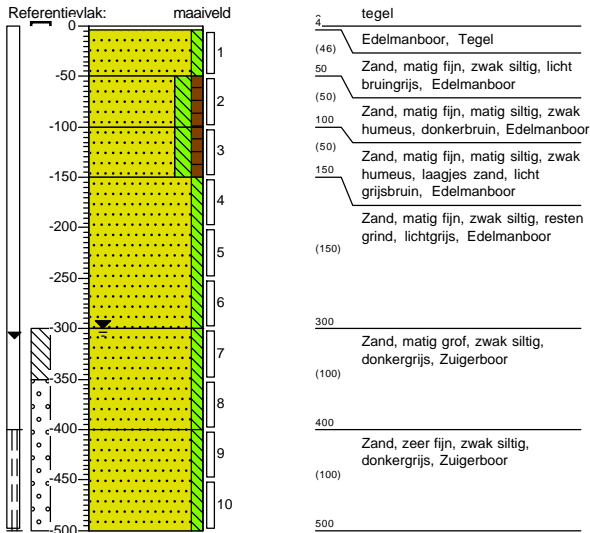 Referentievlak: maaiveld
0
-50
-100
-150
-200
-250
-300
-350
-400
-450
-500
1
2
3
4
5
6
7
8
9
10
tegel
4
Edelmanboor, Tegel
(46)
50
Zand, matig fijn, zwak siltig, licht
bruingrijs, Edelmanboor
(50)
100
Zand, matig fijn, matig siltig, zwak
humeus, donkerbruin, Edelmanboor
(50)
150
Zand, matig fijn, matig siltig, zwak
humeus, laagjes zand, licht
grijsbruin, Edelmanboor
Zand, matig fijn, zwak siltig, resten
grind, lichtgrijs, Edelmanboor
(150)
300
Zand, matig grof, zwak siltig,
donkergrijs, Zuigerboor
(100)
400
Zand, zeer fijn, zwak siltig,
donkergrijs, Zuigerboor
(100)
500